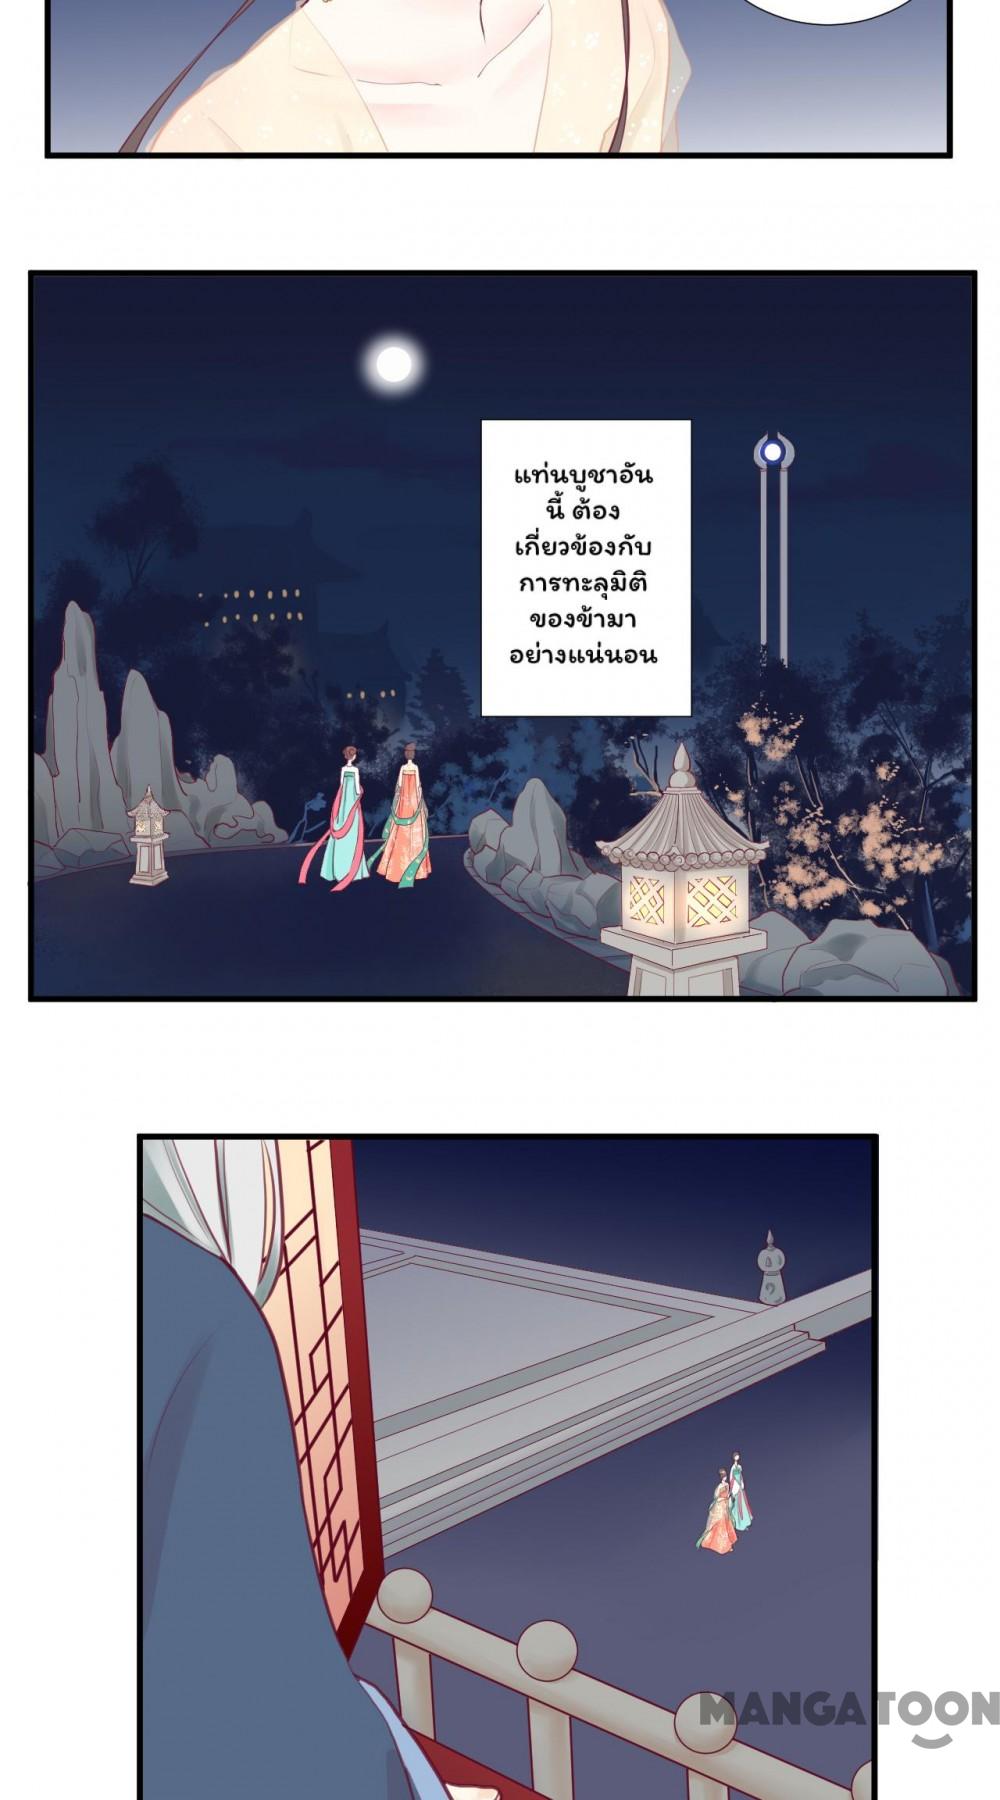 แท่นบูชาอัน
นี้ ต้อง
เกี่ยวข้องกับ
การทะลุมิติ
ของข้ามา
อย่างแน่นอน
MANGATOON